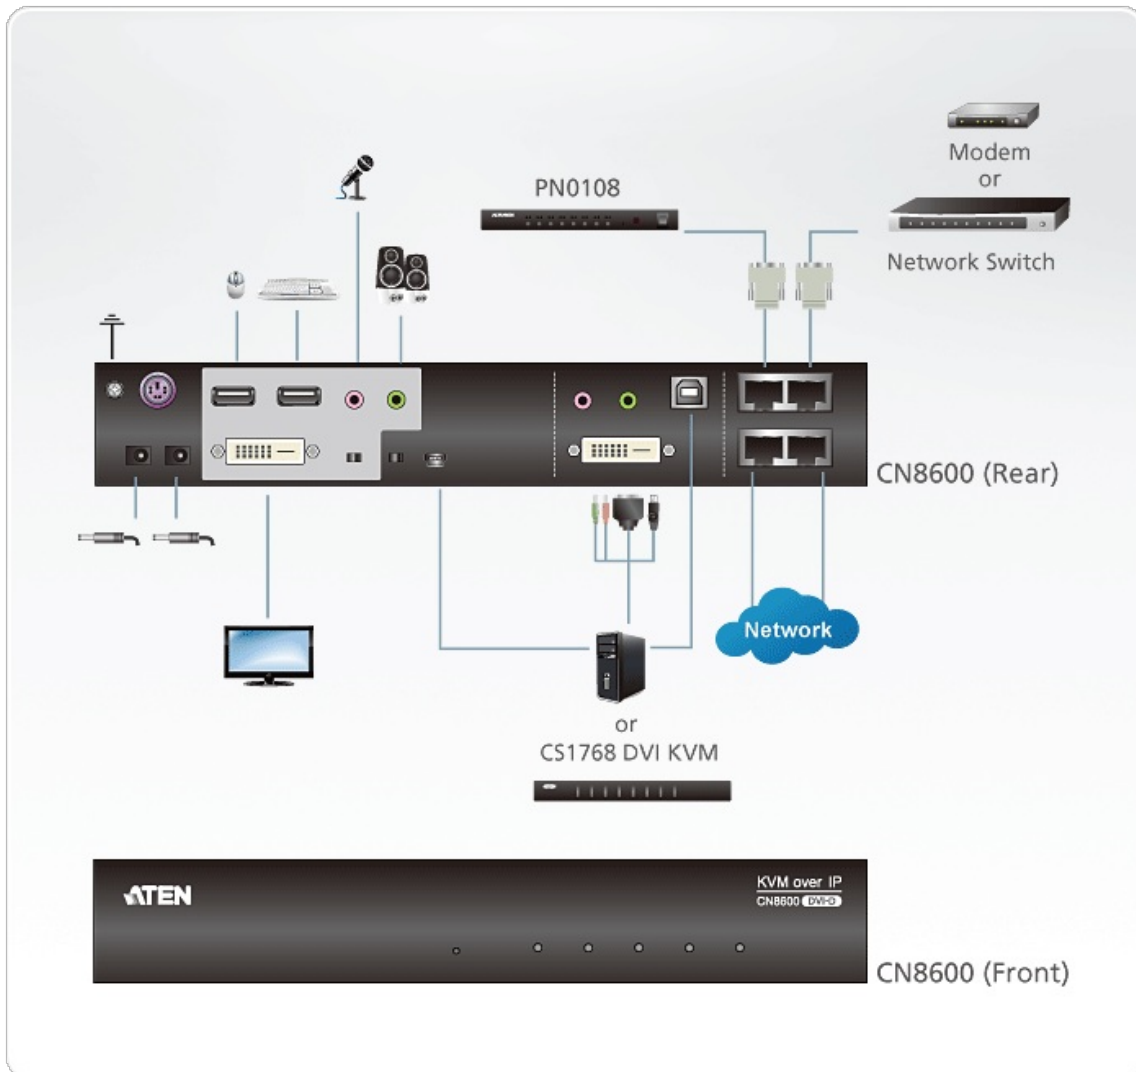 Modem
or
PN0108
Network Switch
CN8600 (Rear)
Network
or
CS1768 DVI KVM
ATEN
KVM over IP
CN8600 DVI-D
CN8600 (Front)